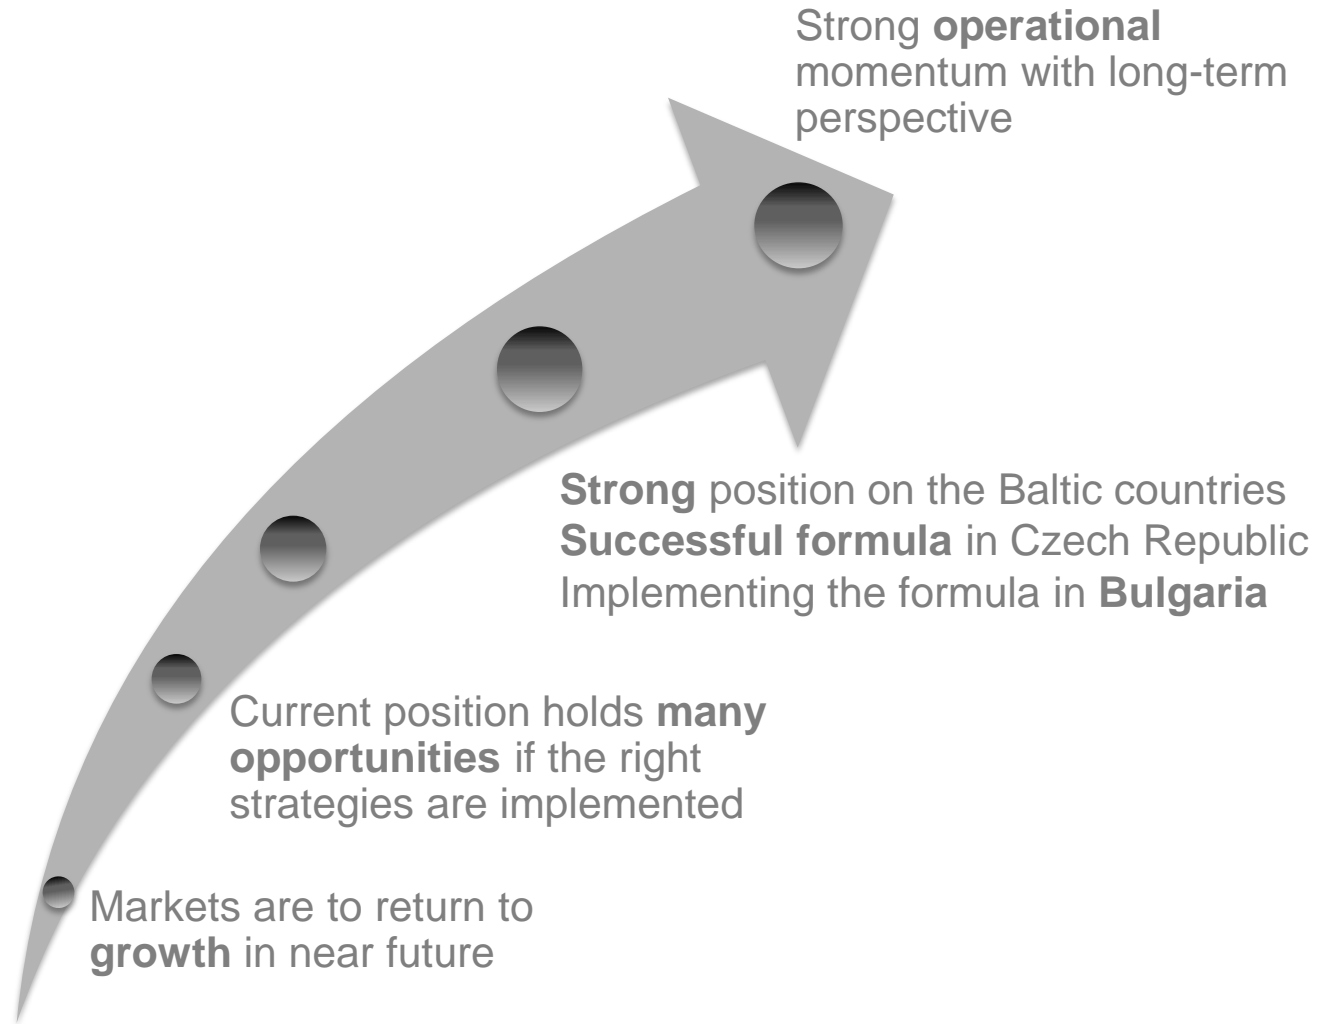 Strong operational
momentum with long-term
perspective
Strong position on the Baltic countries
Successful formula in Czech Republic
Implementing the formula in Bulgaria
Current position holds many
opportunities if the right
strategies are implemented
Markets are to return to
growth in near future